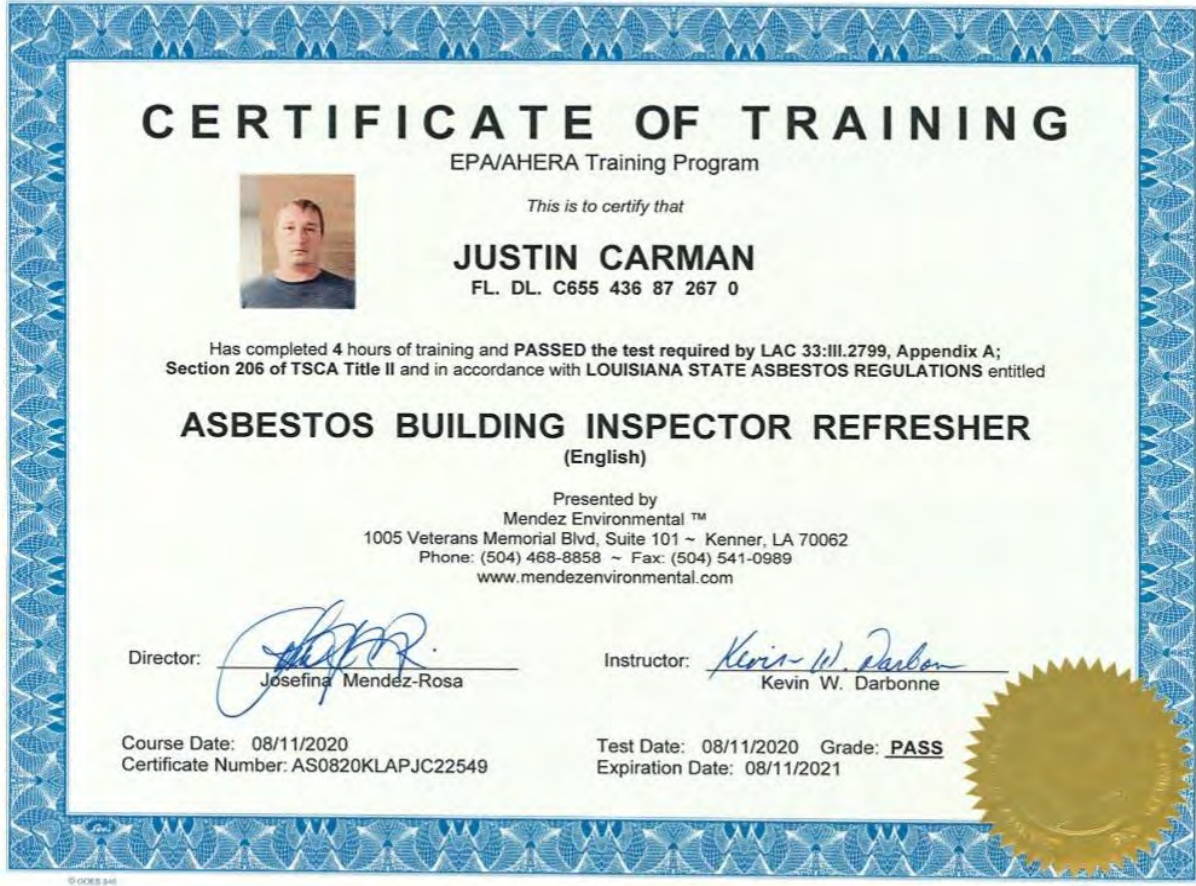 CERTIFICATE OF TRAINING
EPA/AHERA Training Program
This is to certify that
JUSTIN CARMAN
FL. DL. C655 436 87 267 0
Has completed 4 hours of training and PASSED the test required by LAC 33:III.2799, Appendix A;
Section 206 of TSCA Title II and in accordance with LOUISIANA STATE ASBESTOS REGULATIONS entitled
ASBESTOS BUILDING INSPECTOR REFRESHER
(English)
Presented by
Mendez Environmental ™
1005 Veterans Memorial Blvd, Suite 101 ~ Kenner, LA 70062
Phone: (504) 468-8858 ~ Fax: (504) 541-0989
www.mendezenvironmental.com
Director:
Josefina Mendez-Rosa
Instructor: Kevin W. Darbon
Kevin W. Darbonne
Course Date: 08/11/2020
Certificate Number: AS0820KLAPJC22549
Test Date: 08/11/2020 Grade: PASS
Expiration Date: 08/11/2021